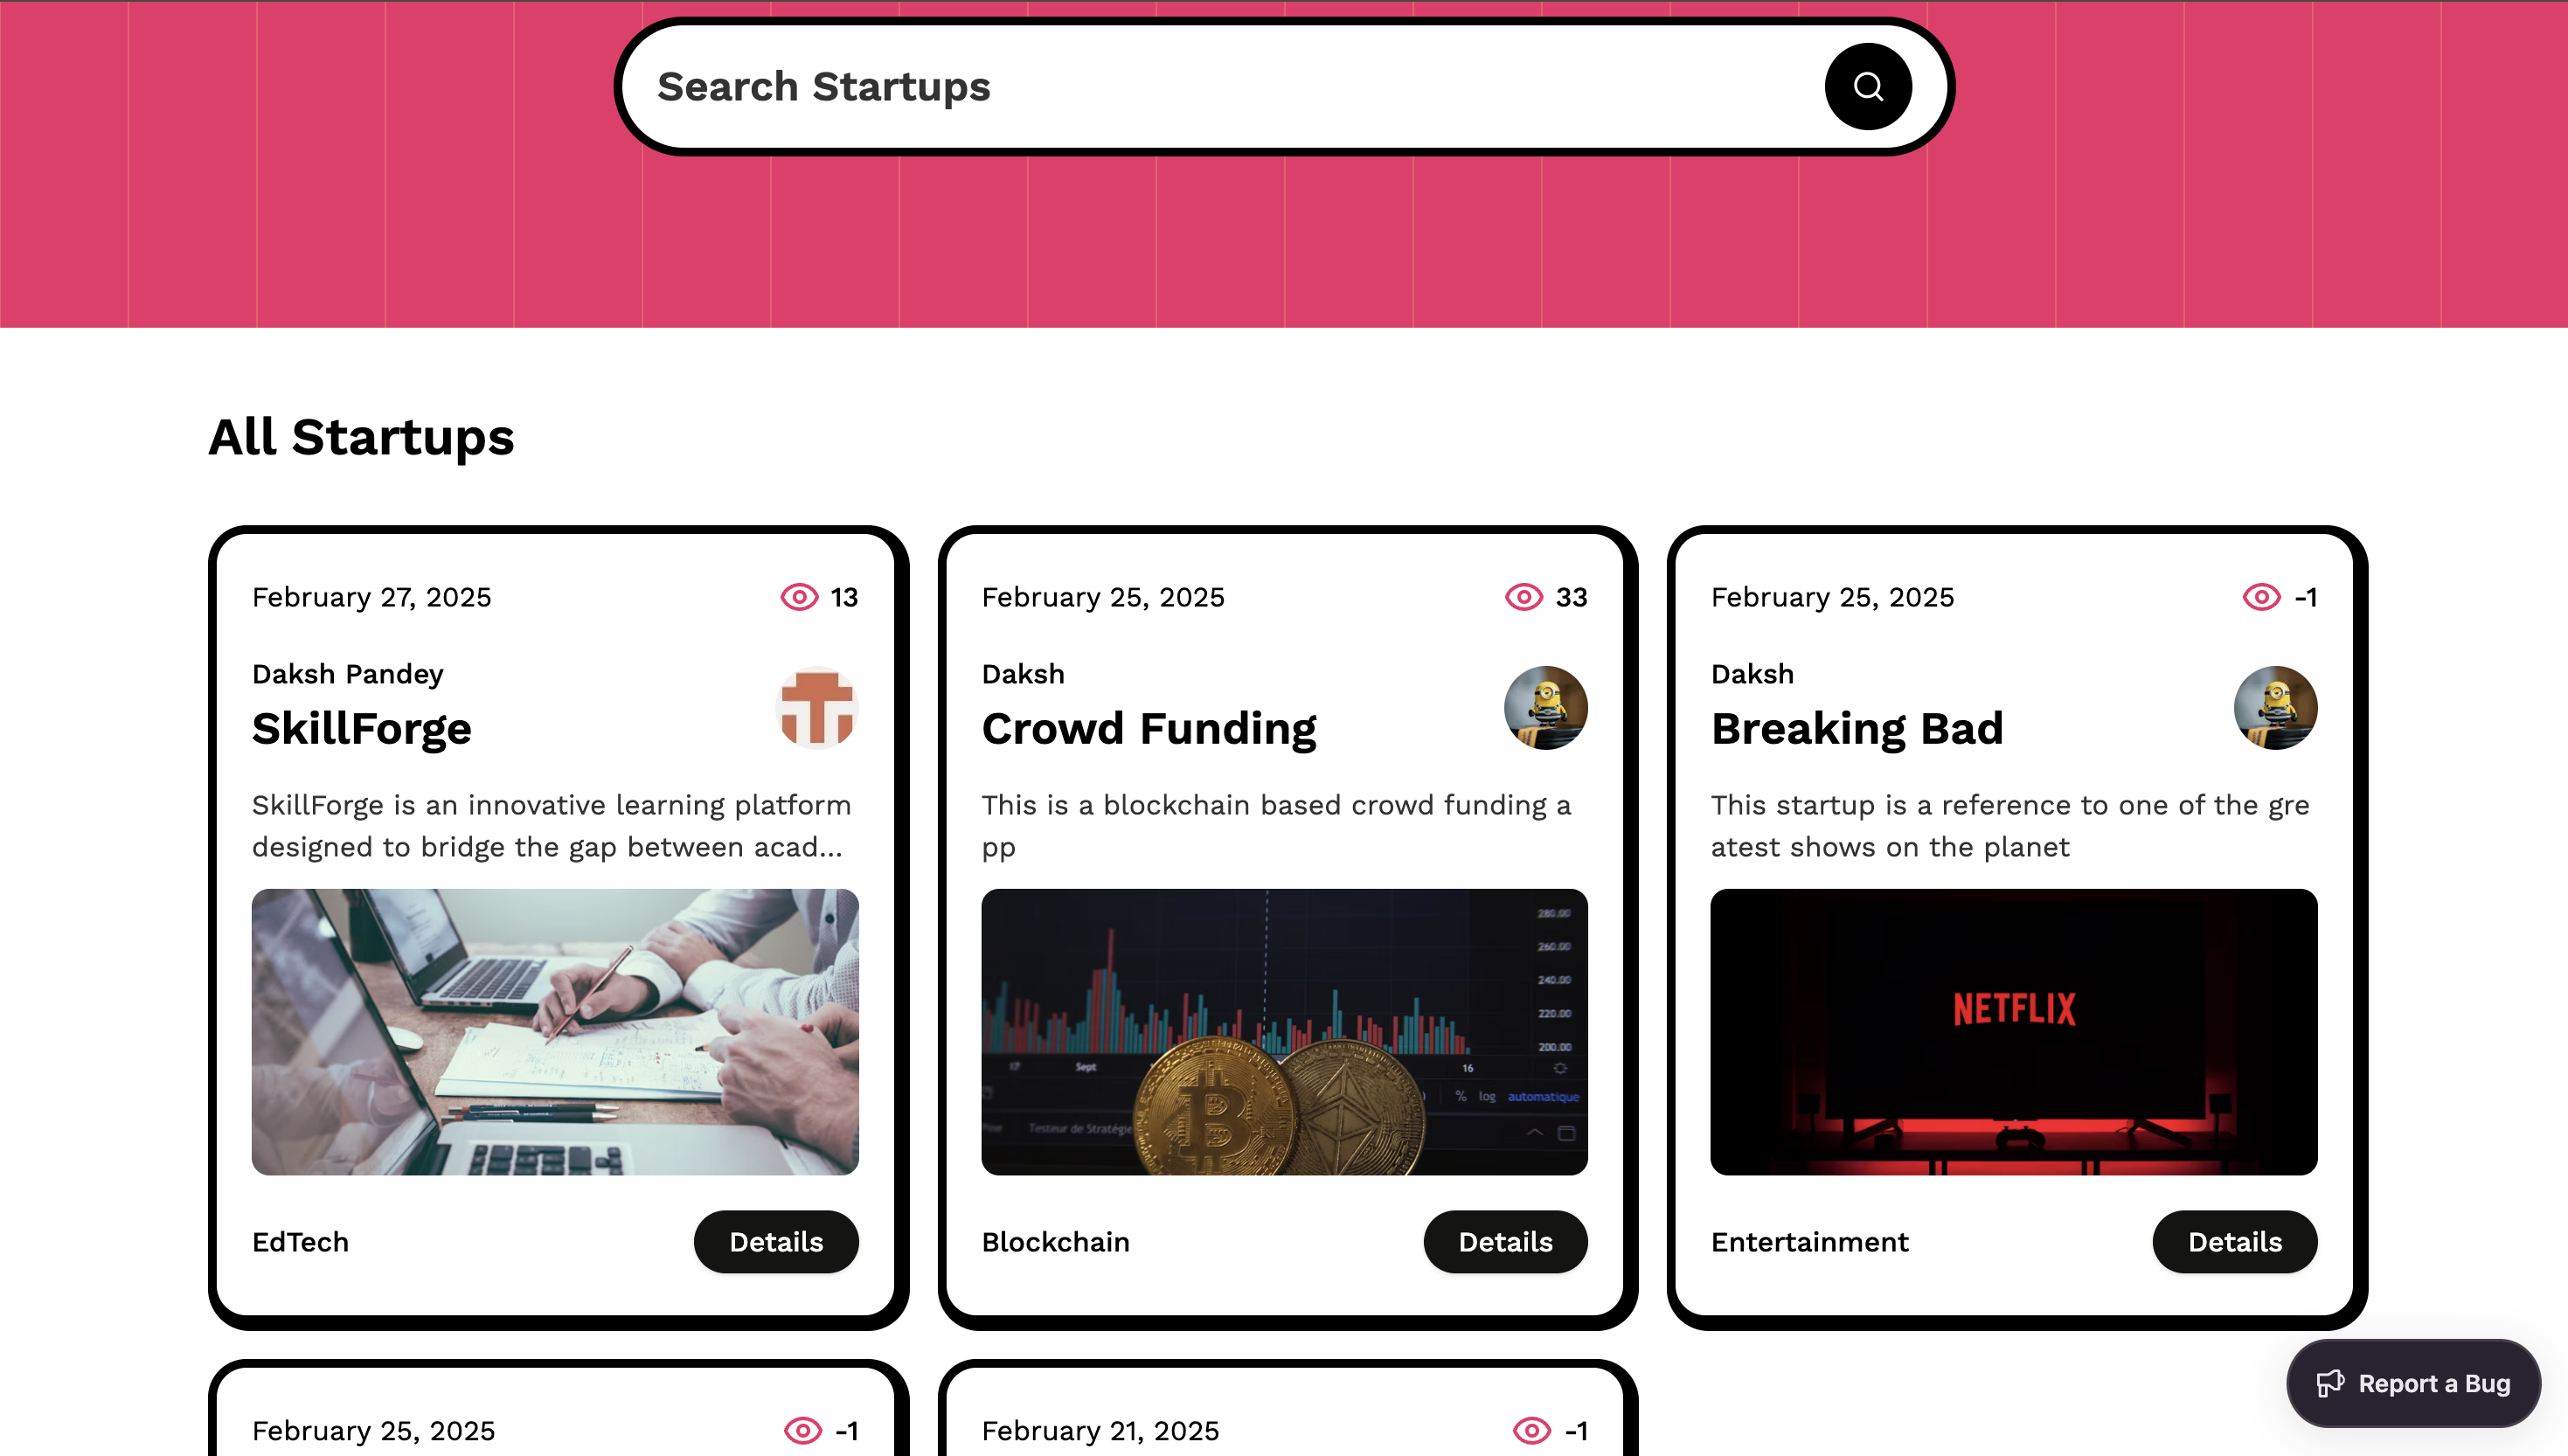 Search Startups
All Startups
February 27, 2025
13
Daksh Pandey
SkillForge
SkillForge is an innovative learning platform
designed to bridge the gap between acad...
EdTech
Details
February 25, 2025
33
Daksh
Crowd Funding
This is a blockchain based crowd funding a
pp
280.00
260.00
240.00
220.00
200.00
17
Sept
16
% log automatique
Testeur de Stratégie
Blockchain
Details
February 25, 2025
-1
Daksh
Breaking Bad
This startup is a reference to one of the gre
atest shows on the planet
NETFLIX
Entertainment
Details
February 25, 2025
-1
February 21, 2025
-1
Report a Bug